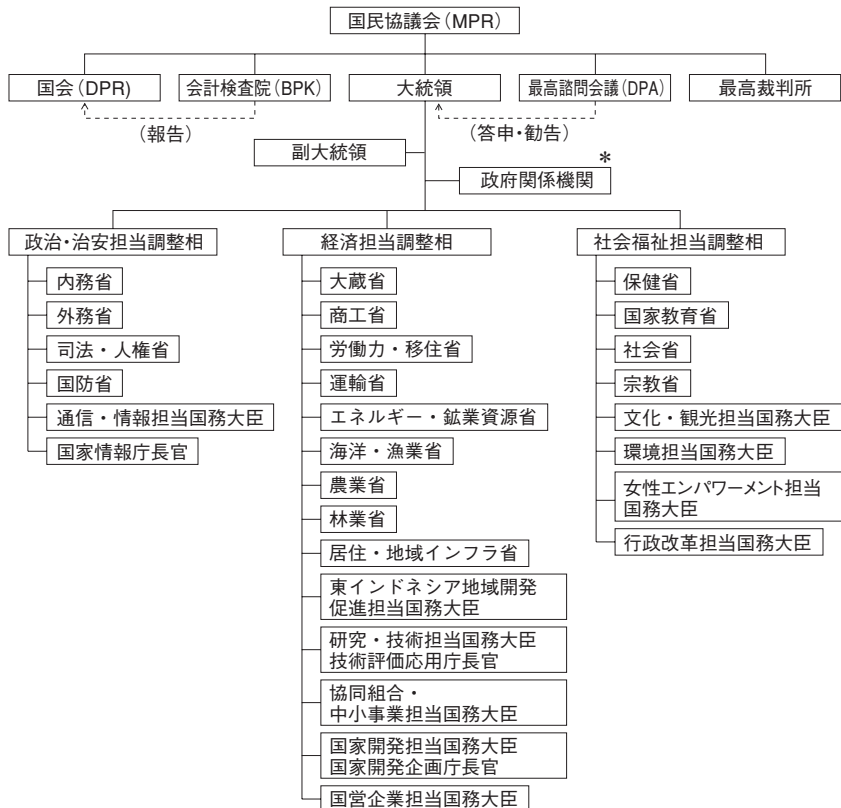 国民協議会(MPR)
国会(DPR)
会計検査院(BPK)
大統領
最高諮問会議(DPA)
最高裁判所
(報告)
(答申・勧告)
副大統領
*
政府関係機関
政治・治安担当調整相
経済担当調整相
社会福祉担当調整相
内務省
外務省
司法・人権省
国防省
通信・情報担当国務大臣
国家情報庁長官
大蔵省
商工省
労働力・移住省
運輸省
エネルギー・鉱業資源省
海洋・漁業省
農業省
林業省
居住・地域インフラ省
東インドネシア地域開発
促進担当国務大臣
研究・技術担当国務大臣
技術評価応用庁長官
協同組合・
中小事業担当国務大臣
国家開発担当国務大臣
国家開発企画庁長官
国営企業担当国務大臣
保健省
国家教育省
社会省
宗教省
文化・観光担当国務大臣
環境担当国務大臣
女性エンパワーメント担当
国務大臣
行政改革担当国務大臣